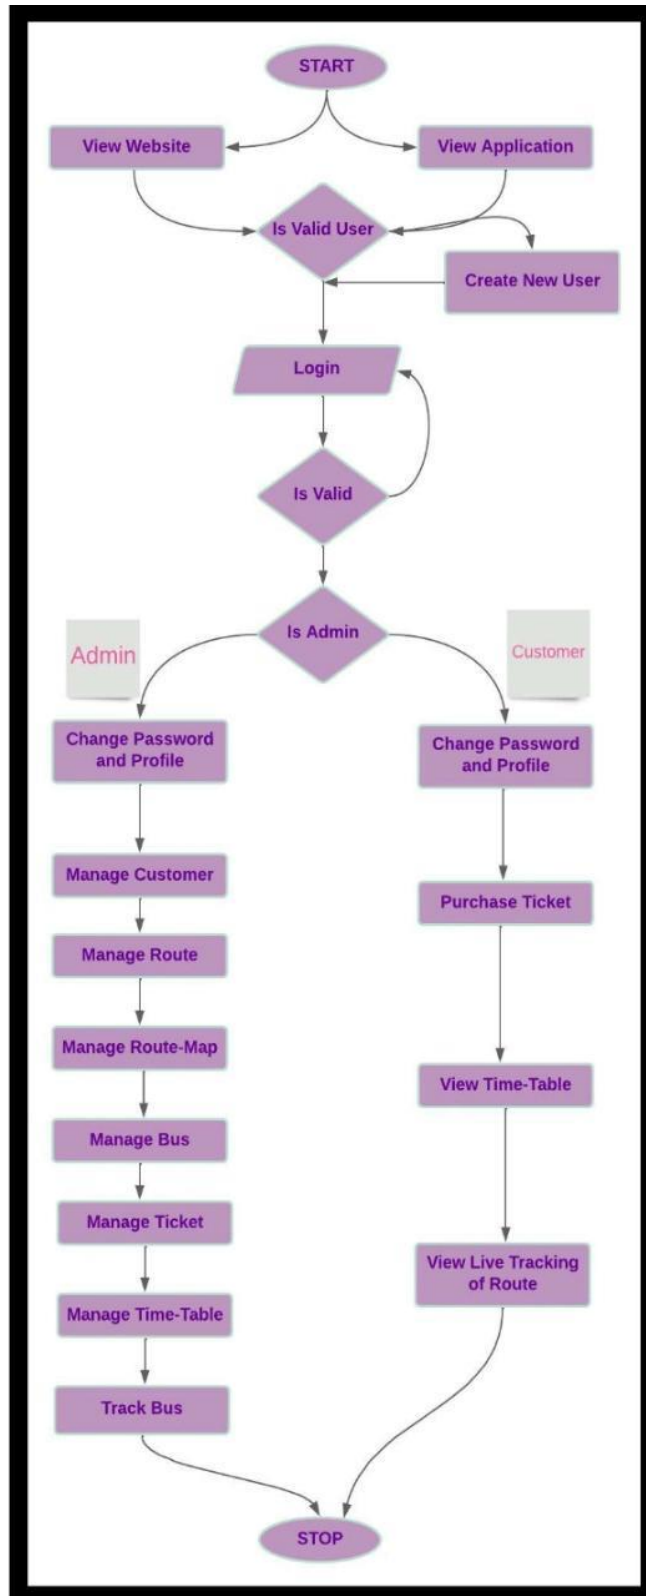 START
View Website
View Application
Is Valid User
Create New User
Login
Is Valid
Is Admin
Admin
Customer
Change Password
and Profile
Change Password
and Profile
Manage Customer
Purchase Ticket
Manage Route
Manage Route-Map
View Time-Table
Manage Bus
Manage Ticket
View Live Tracking
of Route
Manage Time-Table
Track Bus
STOP